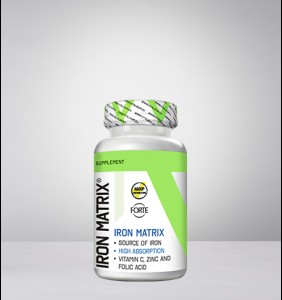 SUPPLEMENT
IRON MATRIX®
FORTE
IRON MATRIX
• SOURCE OF IRON
• HIGH ABSORPTION
• VITAMIN C, ZINC AND
FOLIC ACID